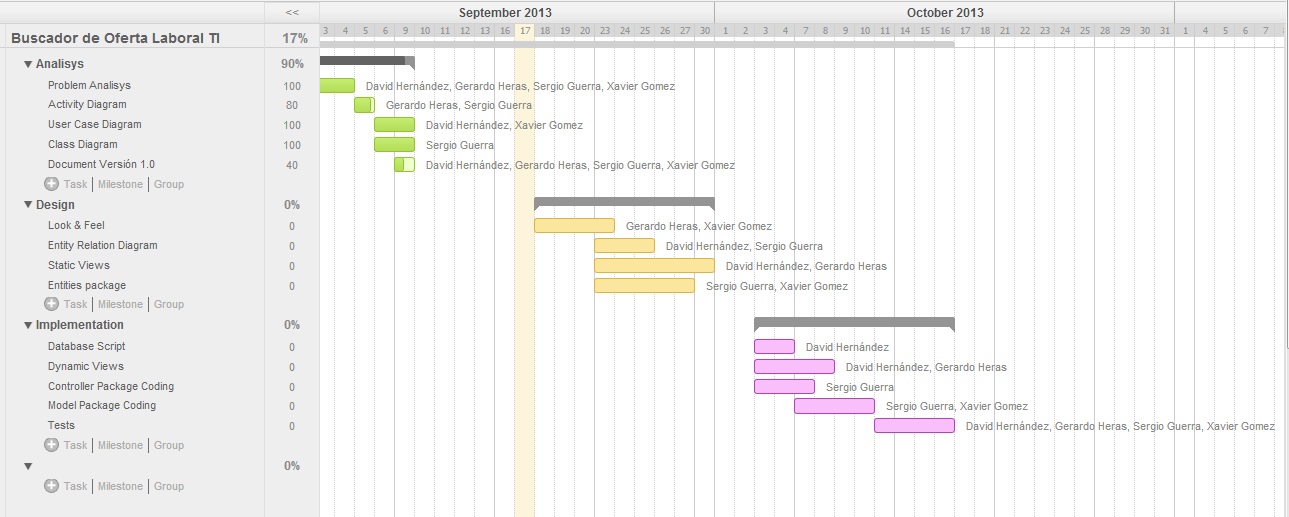 << September 2013 October 2013
Buscador de Oferta Laboral TI 17% 3 4 5 6 9 10 11 12 13 16 17 18 19 20 23 24 25 26 27 30 1 2 3 4 7 8 9 10 11 14 15 16 17 18 21 22 23 24 25 28 29 30 31 1 4 5 6 7 8
Analisys 90%
Problem Analisys 100 David Hernández, Gerardo Heras, Sergio Guerra, Xavier Gomez
Activity Diagram 80 Gerardo Heras, Sergio Guerra
User Case Diagram 100 David Hernández, Xavier Gomez
Class Diagram 100 Sergio Guerra
Document Versión 1.0 40 David Hernández, Gerardo Heras, Sergio Guerra, Xavier Gomez
Task | Milestone | Group
Design 0%
Look & Feel 0 Gerardo Heras, Xavier Gomez
Entity Relation Diagram 0 David Hernández, Sergio Guerra
Static Views 0 David Hernández, Gerardo Heras
Entities package 0 Sergio Guerra, Xavier Gomez
Task | Milestone | Group
Implementation 0%
Database Script 0 David Hernández
Dynamic Views 0 David Hernández, Gerardo Heras
Controller Package Coding 0 Sergio Guerra
Model Package Coding 0 Sergio Guerra, Xavier Gomez
Tests 0 David Hernández, Gerardo Heras, Sergio Guerra, Xavier Gomez
Task | Milestone | Group
0%
Task | Milestone | Group